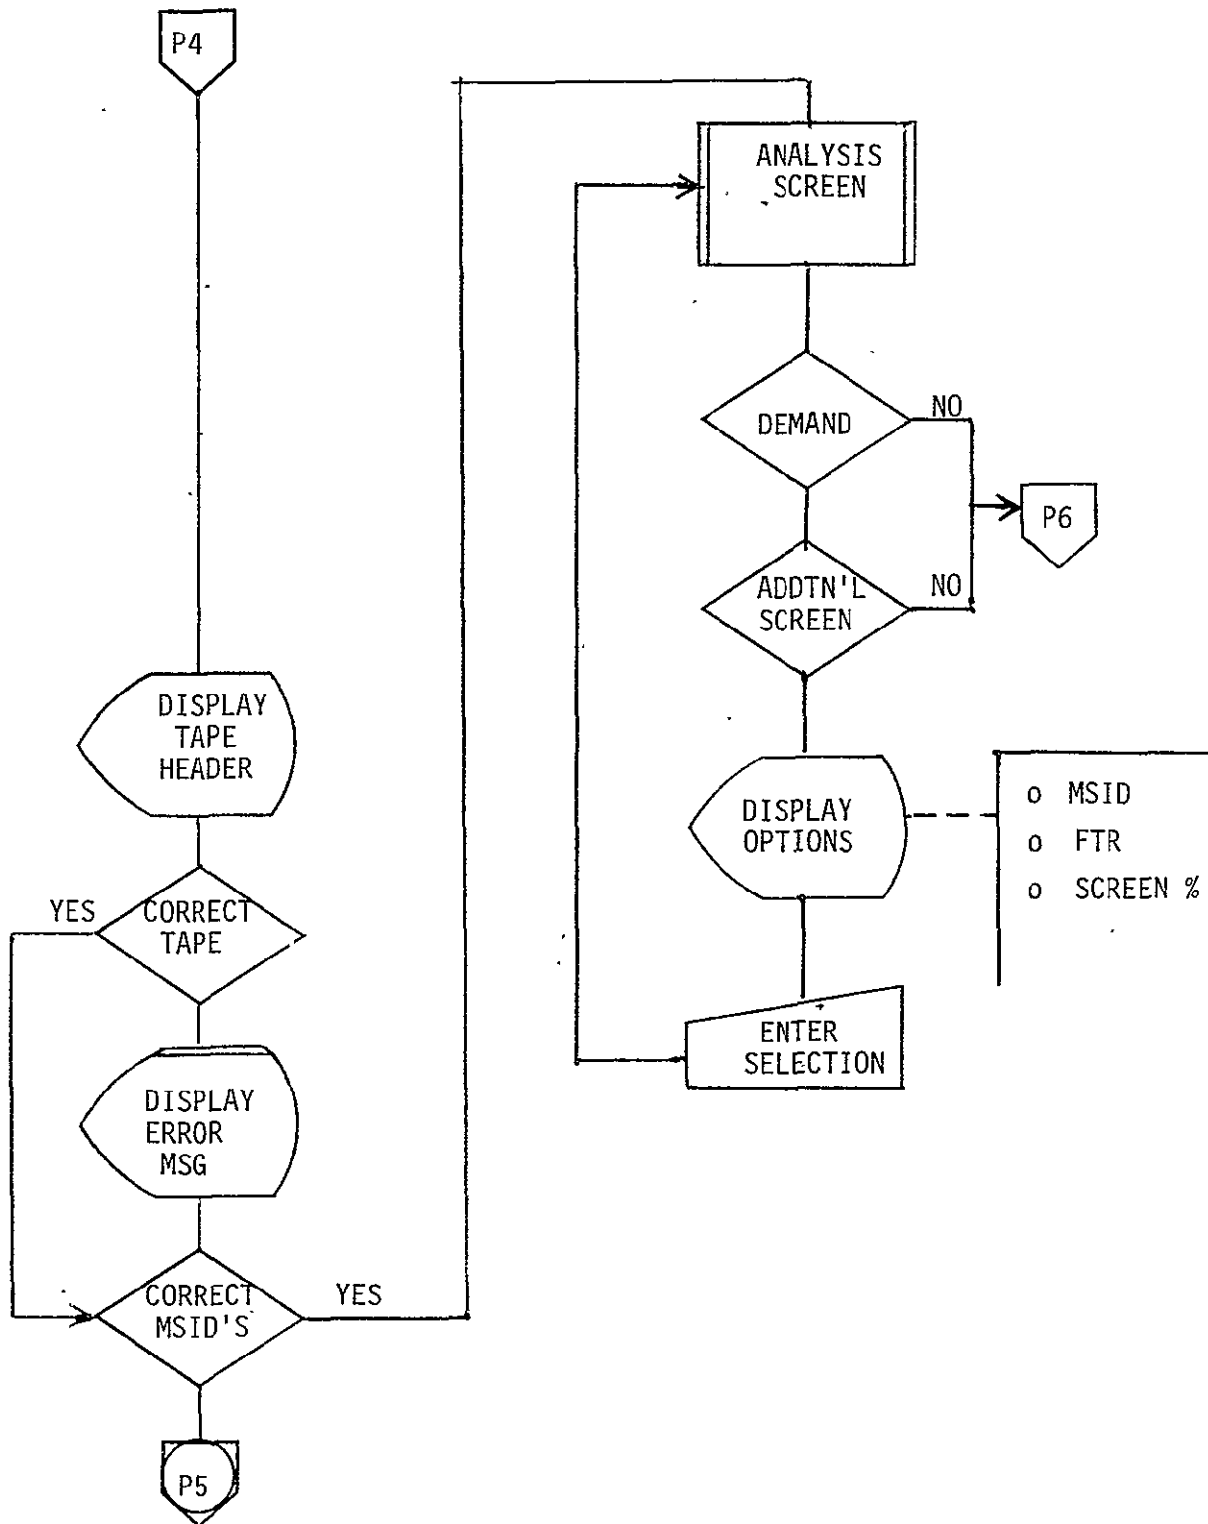 P4
DISPLAY
TAPE
HEADER
YES
CORRECT
TAPE
DISPLAY
ERROR
MSG
CORRECT
MSID'S
YES
P5
ANALYSIS
SCREEN
DEMAND
NO
P6
ADDTN'L
SCREEN
NO
DISPLAY
OPTIONS
o MSID
o FTR
o SCREEN %
ENTER
SELECTION